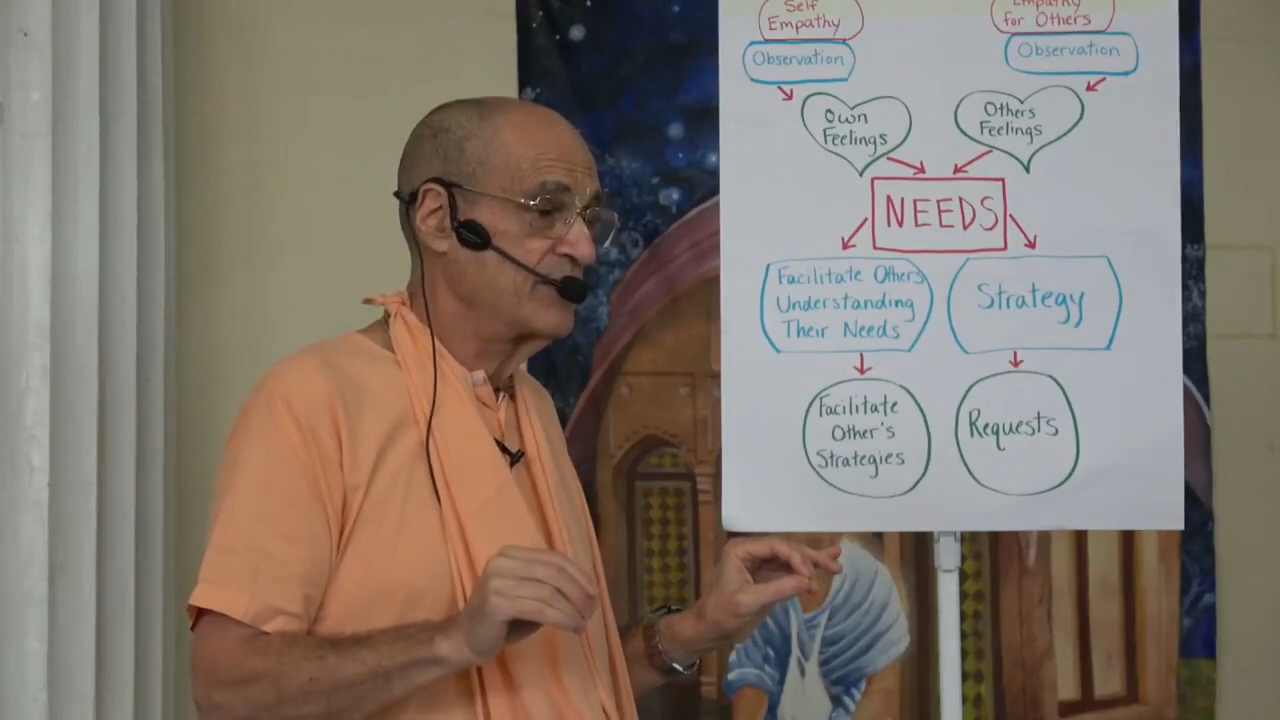 Self
Empathy
Empathy
for Others
Observation
Observation
Own
Feelings
Others
Feelings
NEEDS
Facilitate Others
Understanding
Their Needs
Strategy
Facilitate
Other's
Strategies
Requests